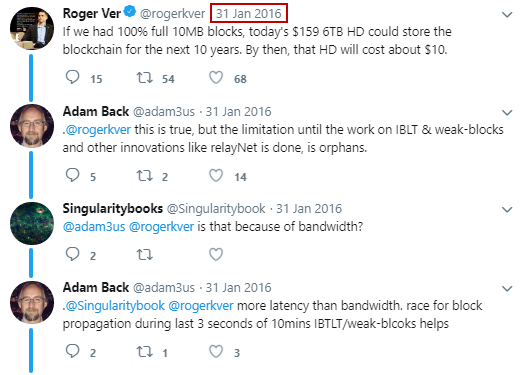 Roger Ver @rogerkver 31 Jan 2016
If we had 100% full 10MB blocks, today's $159 6TB HD could store the
blockchain for the next 10 years. By then, that HD will cost about $10.
15 54 68
Adam Back @adam3us · 31 Jan 2016
.@rogerkver this is true, but the limitation until the work on IBLT & weak-blocks
and other innovations like relayNet is done, is orphans.
5 2 14
Singularitybooks @Singularitybook · 31 Jan 2016
@adam3us @rogerkver is that because of bandwidth?
2
Adam Back @adam3us · 31 Jan 2016
.@Singularitybook @rogerkver more latency than bandwidth. race for block
propagation during last 3 seconds of 10mins IBTLT/weak-blcoks helps
2 1 3